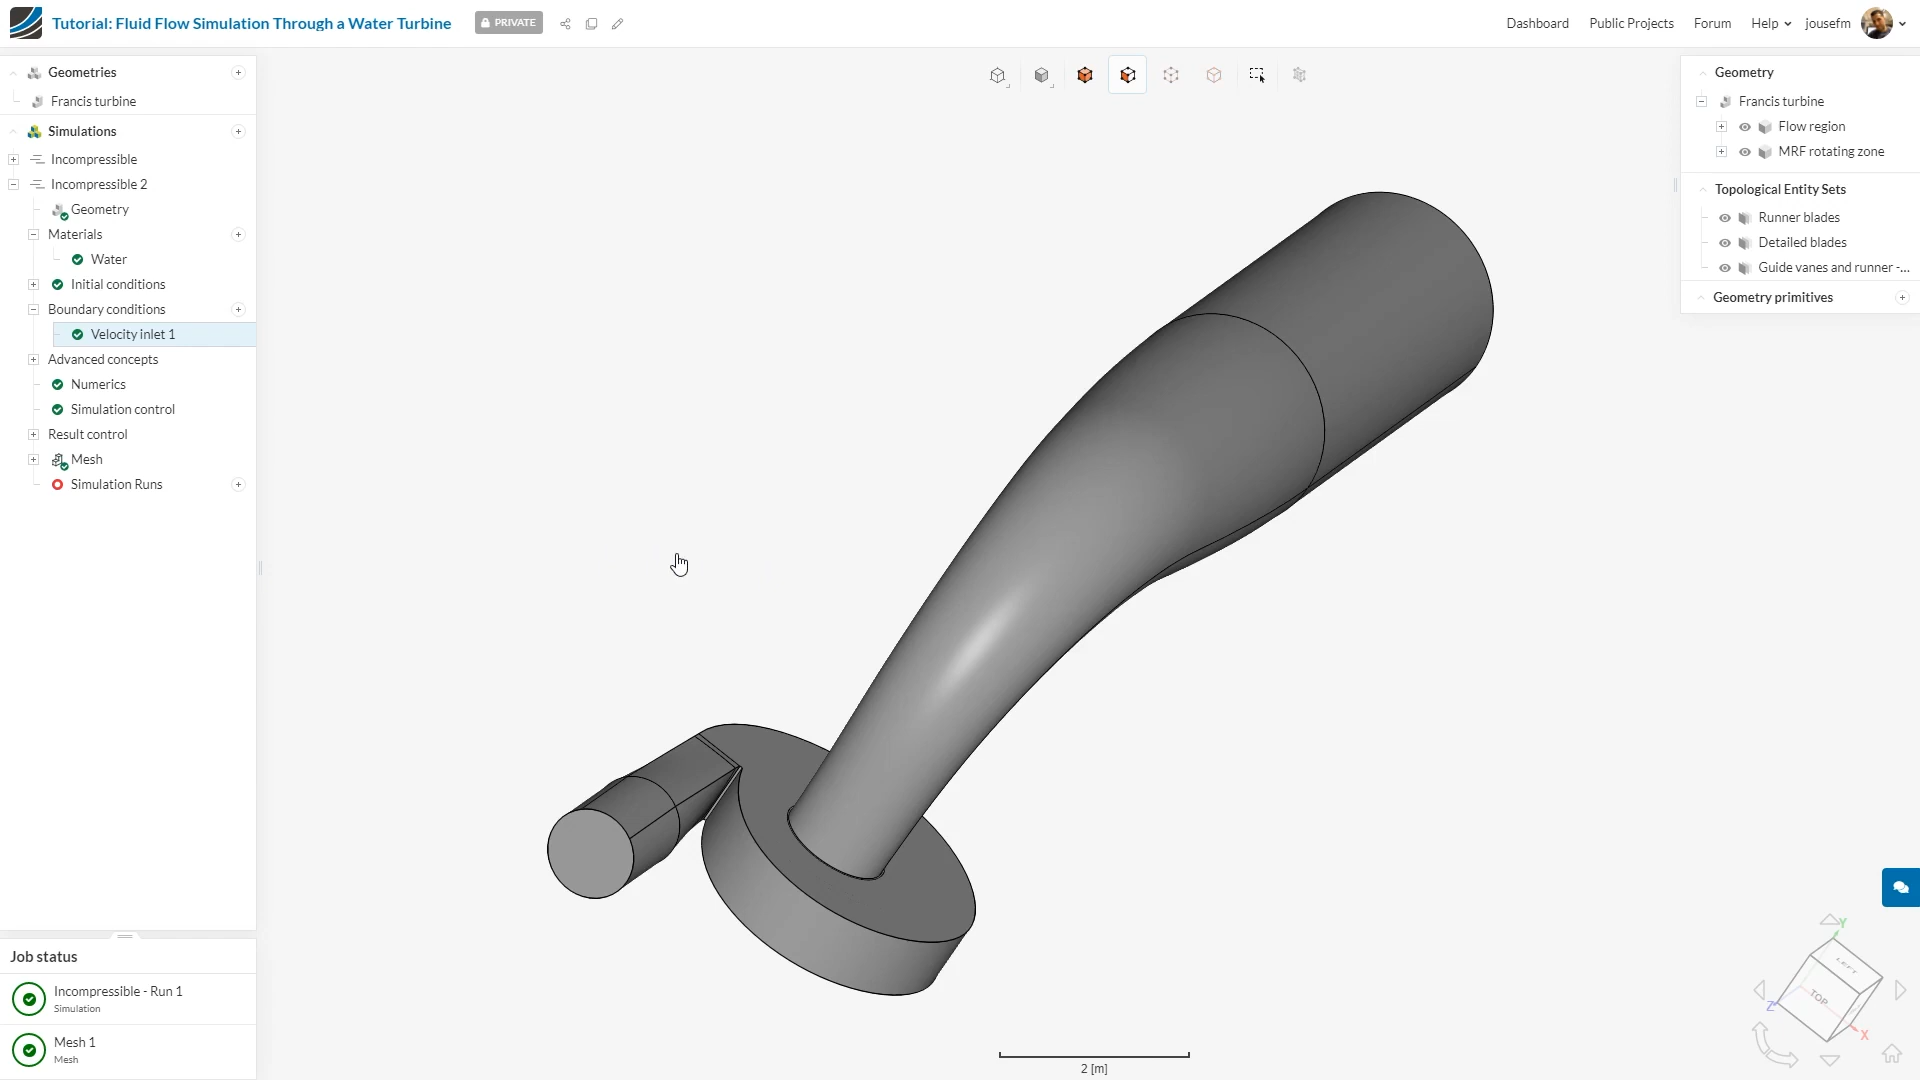 Tutorial: Fluid Flow Simulation Through a Water Turbine
PRIVATE
Dashboard
Public Projects
Forum
Help
jousefm
Geometries
Francis turbine
Simulations
Incompressible
Incompressible 2
Geometry
Materials
Water
Initial conditions
Boundary conditions
Velocity inlet 1
Advanced concepts
Numerics
Simulation control
Result control
Mesh
Simulation Runs
Job status
Incompressible - Run 1
Simulation
Mesh 1
Mesh
Geometry
Francis turbine
Flow region
MRF rotating zone
Topological Entity Sets
Runner blades
Detailed blades
Guide vanes and runner -...
Geometry primitives
2 [m]
Y
LEFT
TOP
Z
X